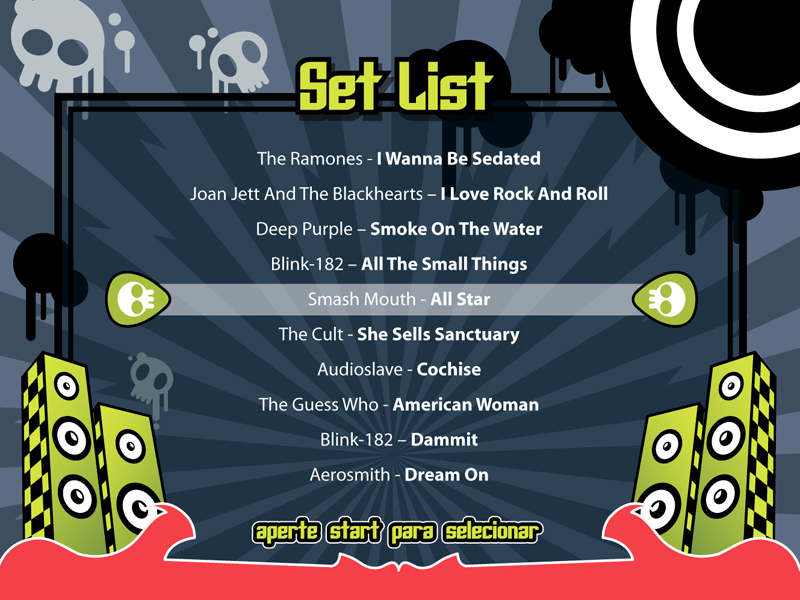 Set List
The Ramones - I Wanna Be Sedated
Joan Jett And The Blackhearts – I Love Rock And Roll
Deep Purple – Smoke On The Water
Blink-182 – All The Small Things
Smash Mouth - All Star
The Cult - She Sells Sanctuary
Audioslave - Cochise
The Guess Who - American Woman
Blink-182 – Dammit
Aerosmith - Dream On
aperte start para selecionar